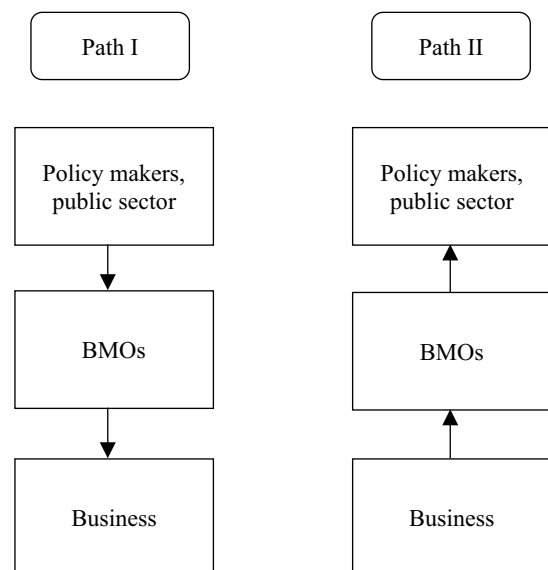 Path I
Path II
Policy makers,
public sector
Policy makers,
public sector
BMOs
BMOs
Business
Business